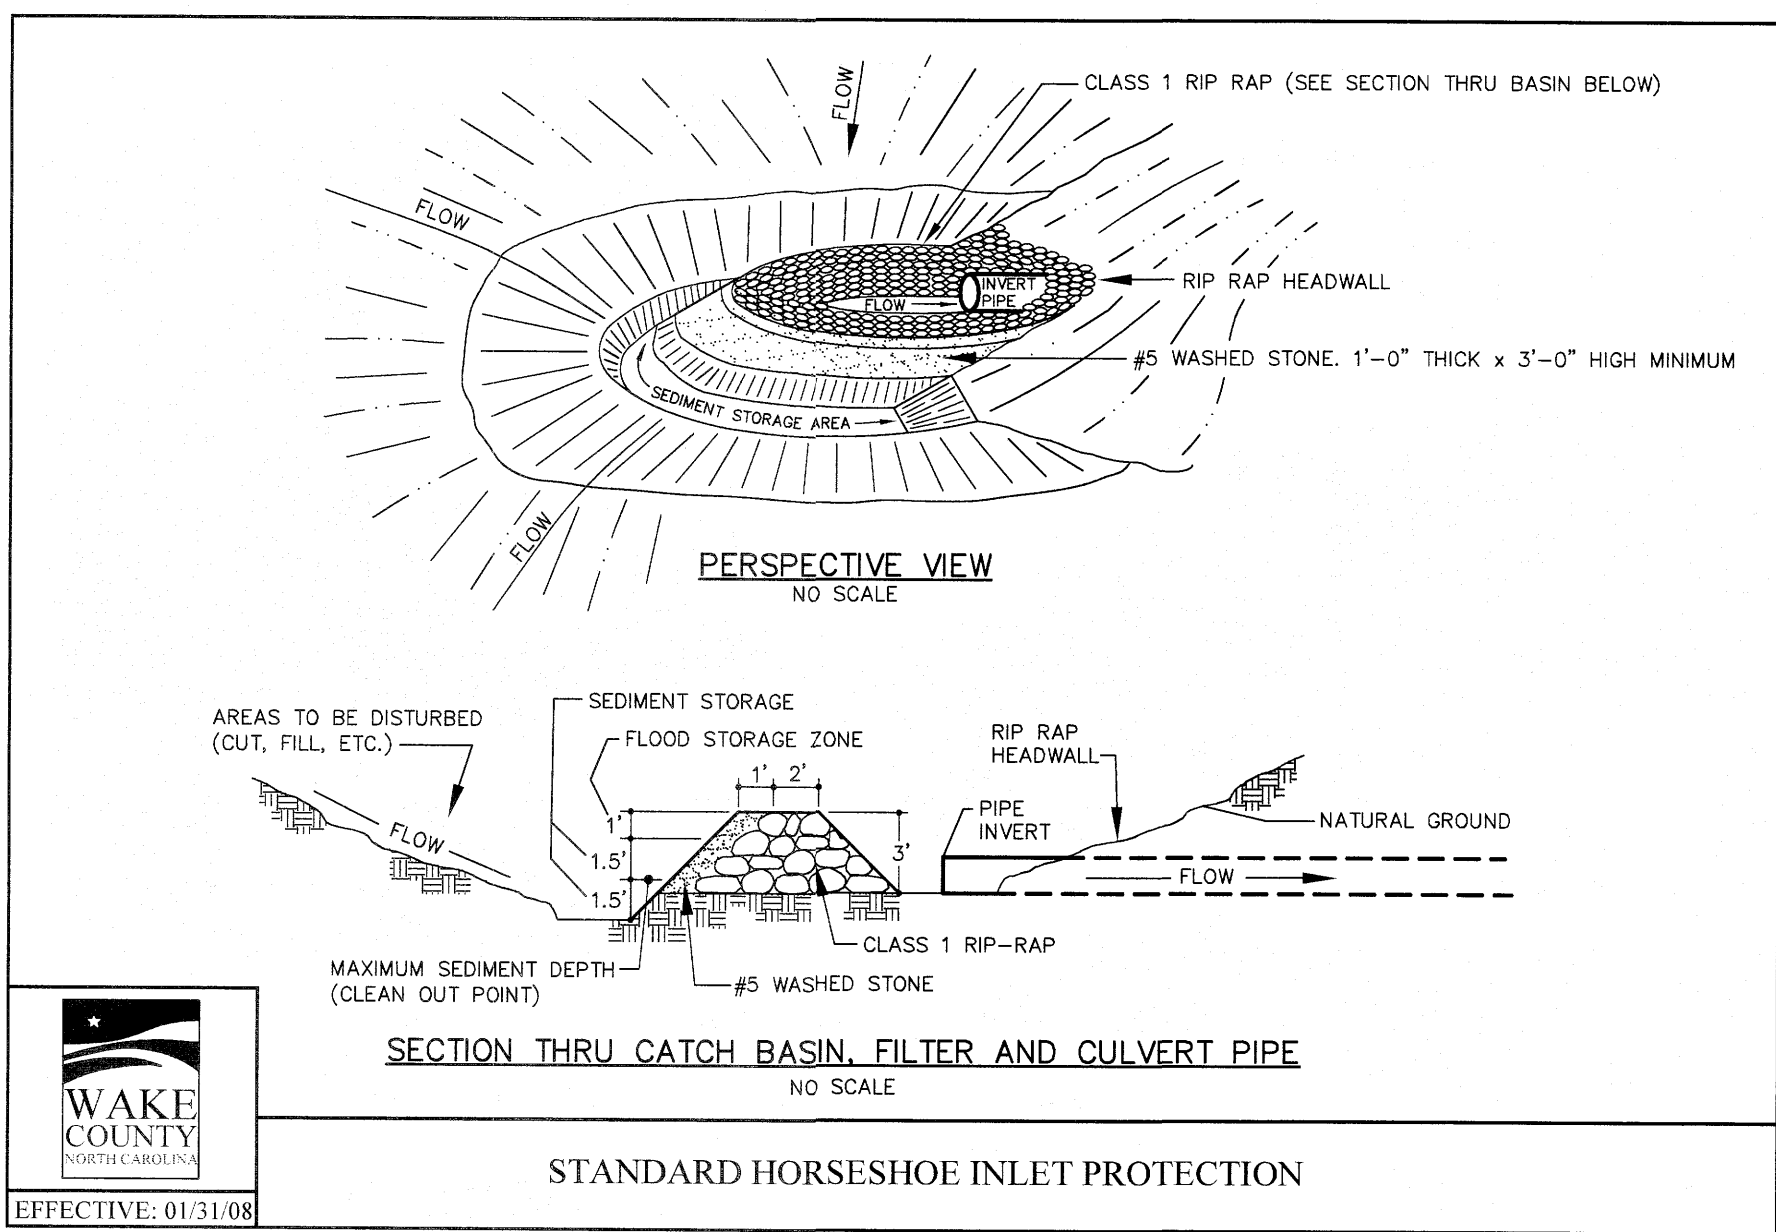 FLOW
CLASS 1 RIP RAP (SEE SECTION THRU BASIN BELOW)
FLOW
RIP RAP HEADWALL
INVERT
PIPE
FLOW
#5 WASHED STONE. 1'-0" THICK x 3'-0" HIGH MINIMUM
SEDIMENT STORAGE AREA
FLOW
PERSPECTIVE VIEW
NO SCALE
SEDIMENT STORAGE
AREAS TO BE DISTURBED
(CUT, FILL, ETC.)
FLOOD STORAGE ZONE
RIP RAP
HEADWALL
1'
2'
PIPE
INVERT
NATURAL GROUND
FLOW
1'
1.5'
1.5'
3'
FLOW
CLASS 1 RIP-RAP
MAXIMUM SEDIMENT DEPTH
(CLEAN OUT POINT)
#5 WASHED STONE
SECTION THRU CATCH BASIN, FILTER AND CULVERT PIPE
NO SCALE
WAKE
COUNTY
NORTH CAROLINA
STANDARD HORSESHOE INLET PROTECTION
EFFECTIVE: 01/31/08